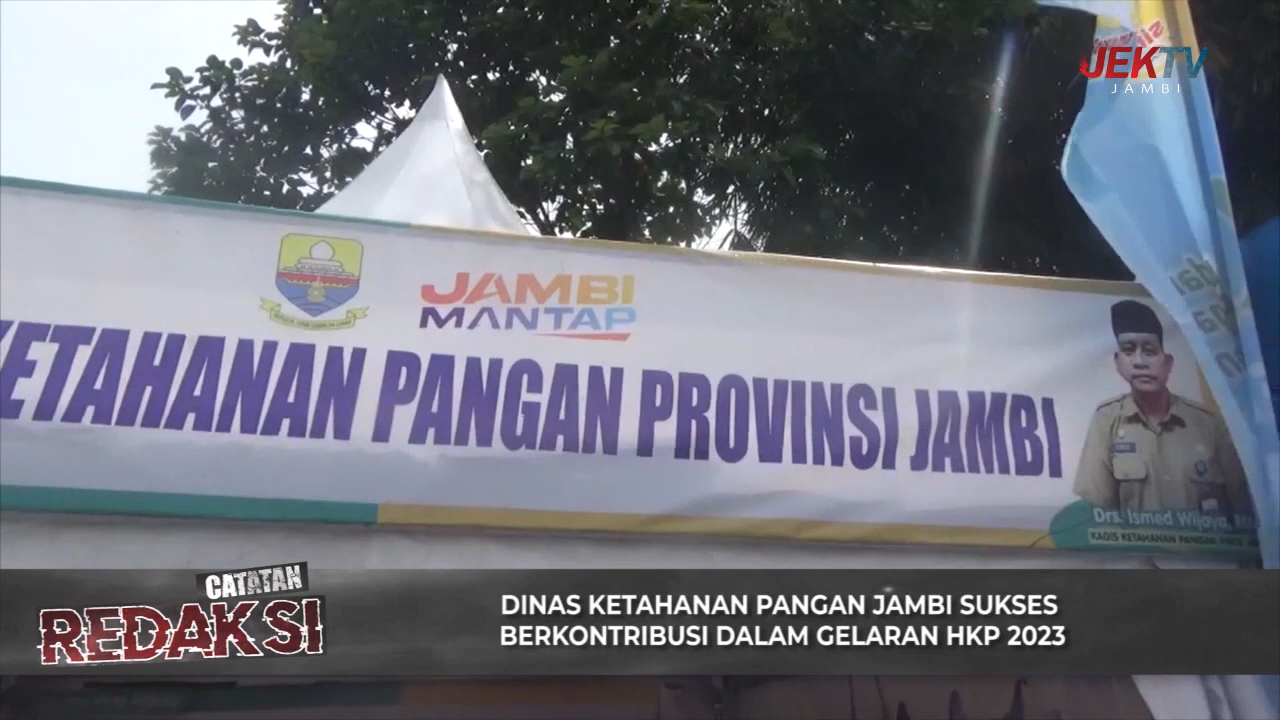 JEKTV
JAMBI
JAMBI
MANTAP
KETAHANAN PANGAN PROVINSI JAMBI
Drs. Ismed Wijaya,
KADIS KETAHANAN PANGAN
CATATAN
REDAKSI
DINAS KETAHANAN PANGAN JAMBI SUKSES
BERKONTRIBUSI DALAM GELARAN HKP 2023